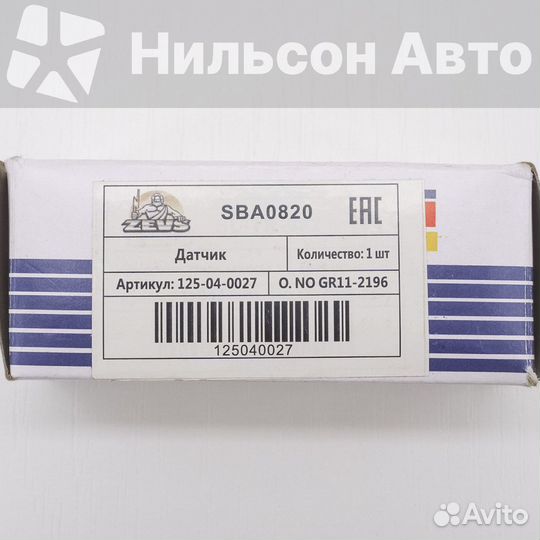 Нильсон Авто
ZEUS
SBA0820
EAC
Датчик
Количество: 1 шт
Артикул: 125-04-0027
O. NO GR11-2196
125040027
Avito